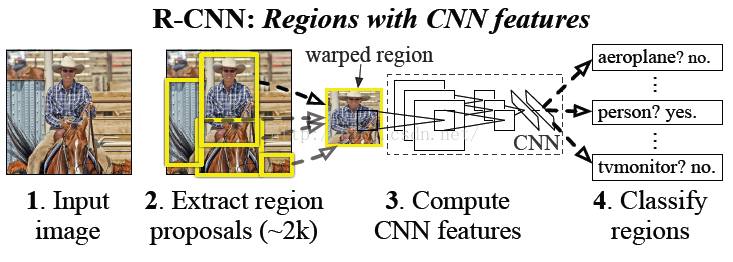 R-CNN: Regions with CNN features
warped region
aeroplane? no.
person? yes.
CNN
tvmonitor? no.
1. Input image
2. Extract region proposals (~2k)
3. Compute CNN features
4. Classify regions